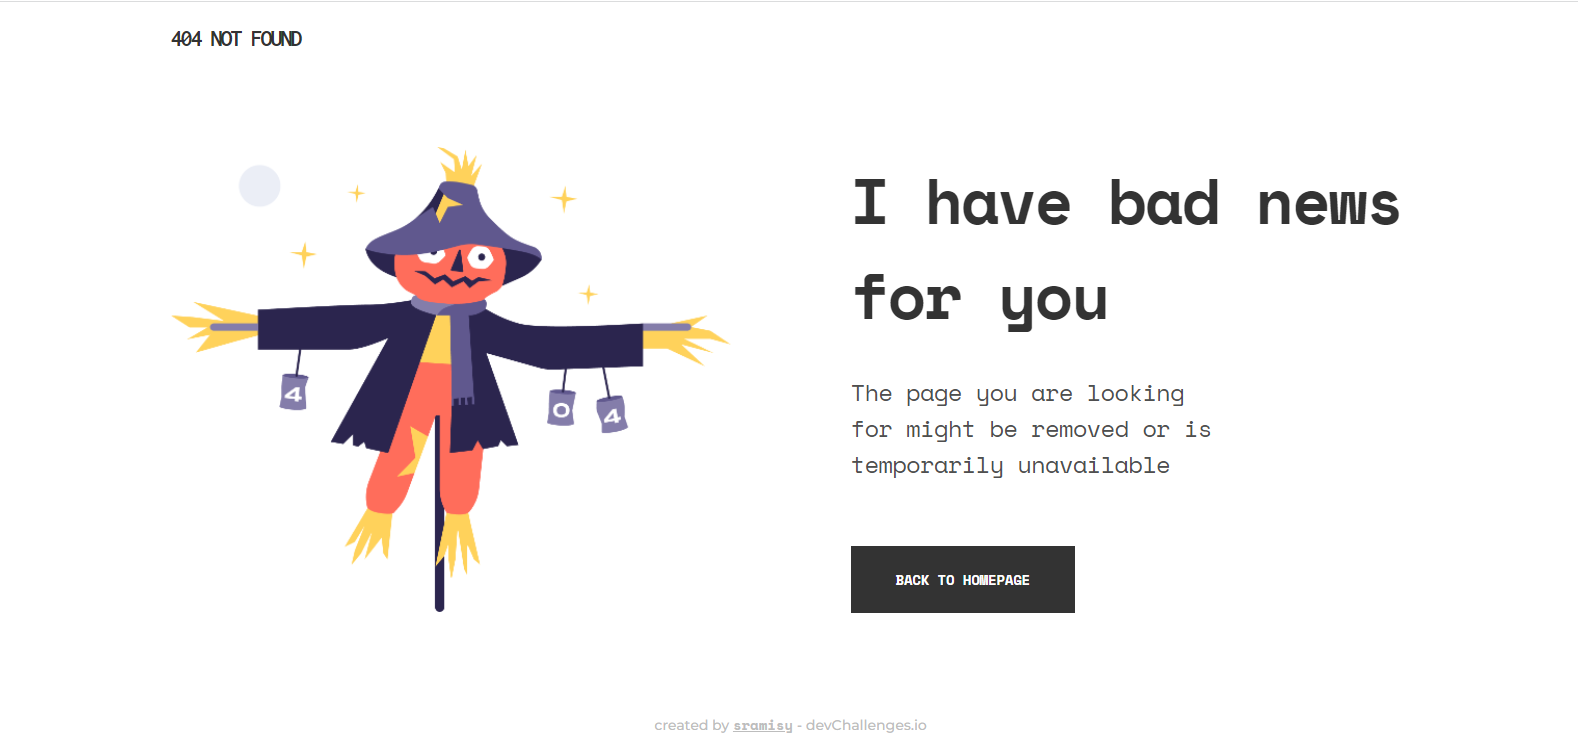 404 NOT FOUND
4
0
4
I have bad news
for you
The page you are looking
for might be removed or is
temporarily unavailable
BACK TO HOMEPAGE
created by sramisy - devChallenges.io